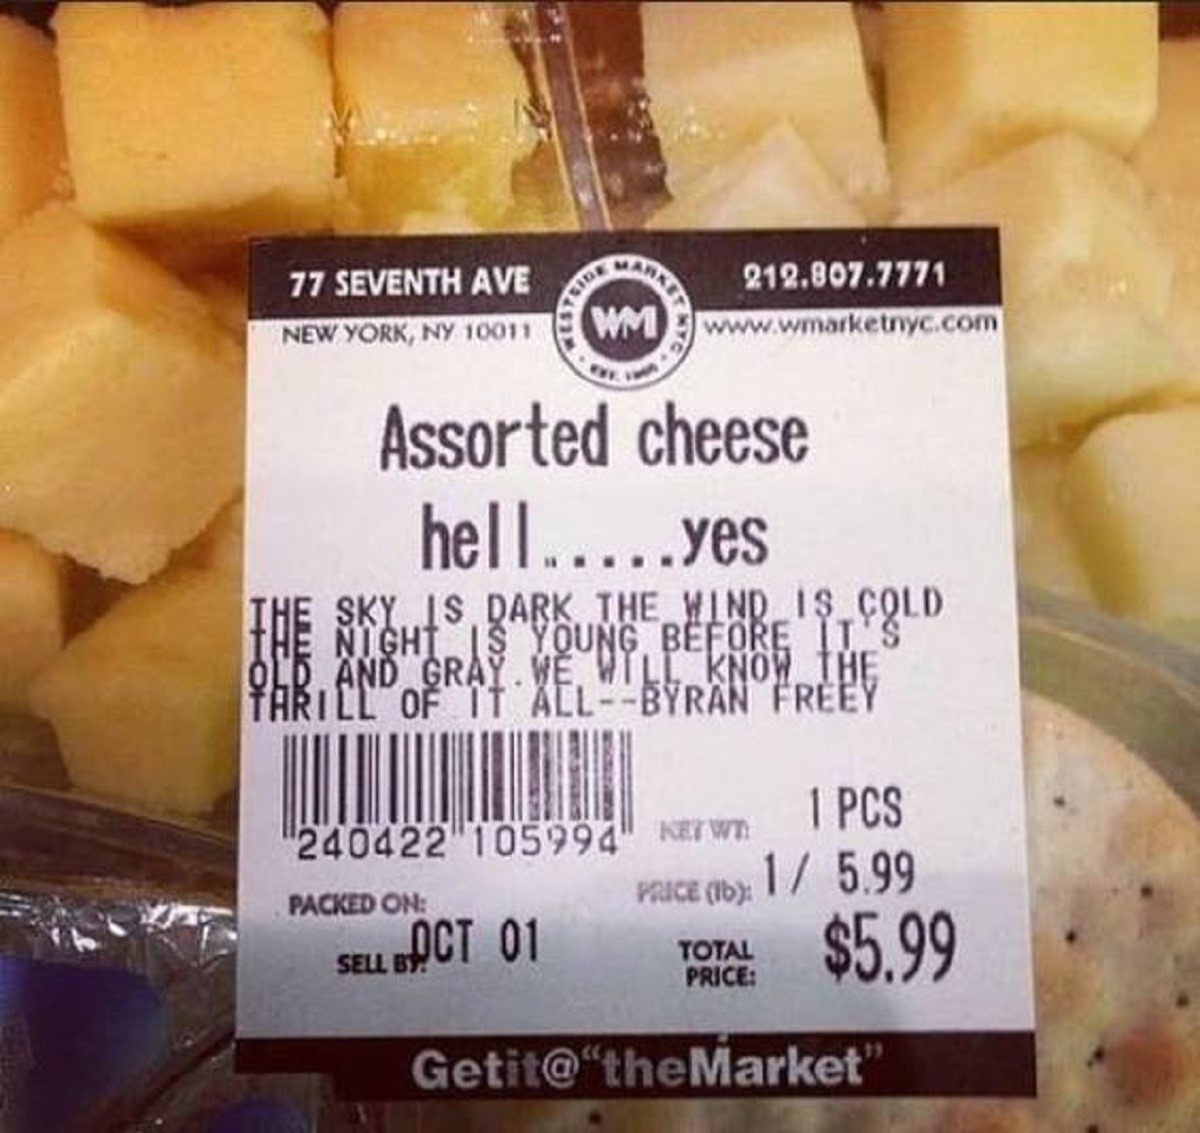 77 SEVENTH AVE
WESTSIDE MARKET NYC
WM
212.807.7771
NEW YORK, NY 10011
www.wmarketnyc.com
Assorted cheese
hell......yes
THE SKY IS DARK THE WIND IS COLD
THE NIGHT IS YOUNG BEFORE IT'S
OLD AND GRAY.WE WILL KNOW THE
THRILL OF IT ALL--BYRAN FREEY
240422 105994
NET WT: 1 PCS
PRICE (lb): 1/ 5.99
PACKED ON:
SELL BY: OCT 01
TOTAL PRICE: $5.99
Getit@"theMarket"